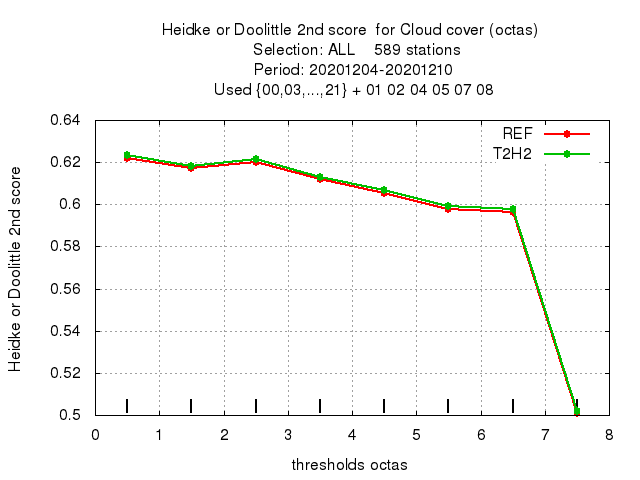 Heidke or Doolittle 2nd score  for Cloud cover (octas)
Selection: ALL    589 stations
Period: 20201204-20201210
Used {00,03,...,21} + 01 02 04 05 07 08
REF
T2H2
Heidke or Doolittle 2nd score
0.64
0.62
0.6
0.58
0.56
0.54
0.52
0.5
0 1 2 3 4 5 6 7 8
thresholds octas